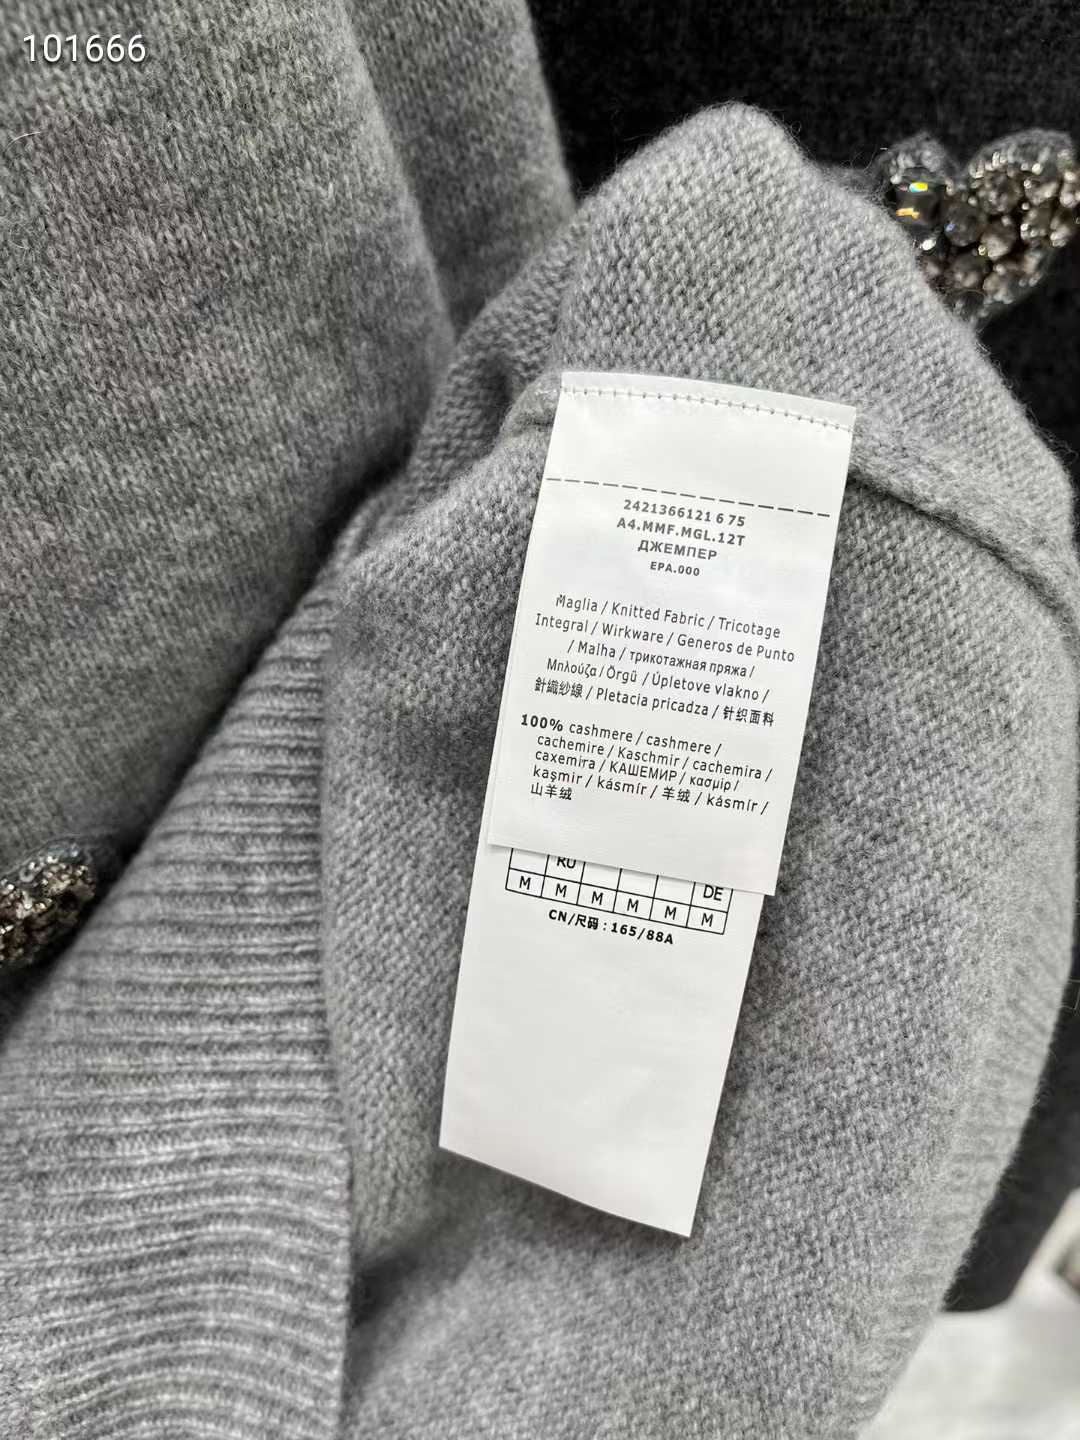 101666
2421366121 6 75
A4.MMF.MGL.12T
ДЖЕМПЕР
EPA.000
Maglia / Knitted Fabric / Tricotage
Integral / Wirkware / Generos de Punto
/ Malha / трикотажная пряжа /
Μπλούζα / Örgü / Úpletove vlakno /
針織纱線 / Pletacia pricadza / 针织面料
100% cashmere / cashmere /
cachemire / Kaschmir / cachemira /
caxemira / КАШЕМИР / κασμίρ /
kaşmir / kásmír / 羊绒 / kásmír /
山羊绒
RU
DE
M M M M M M
CN/尺码 : 165/88A